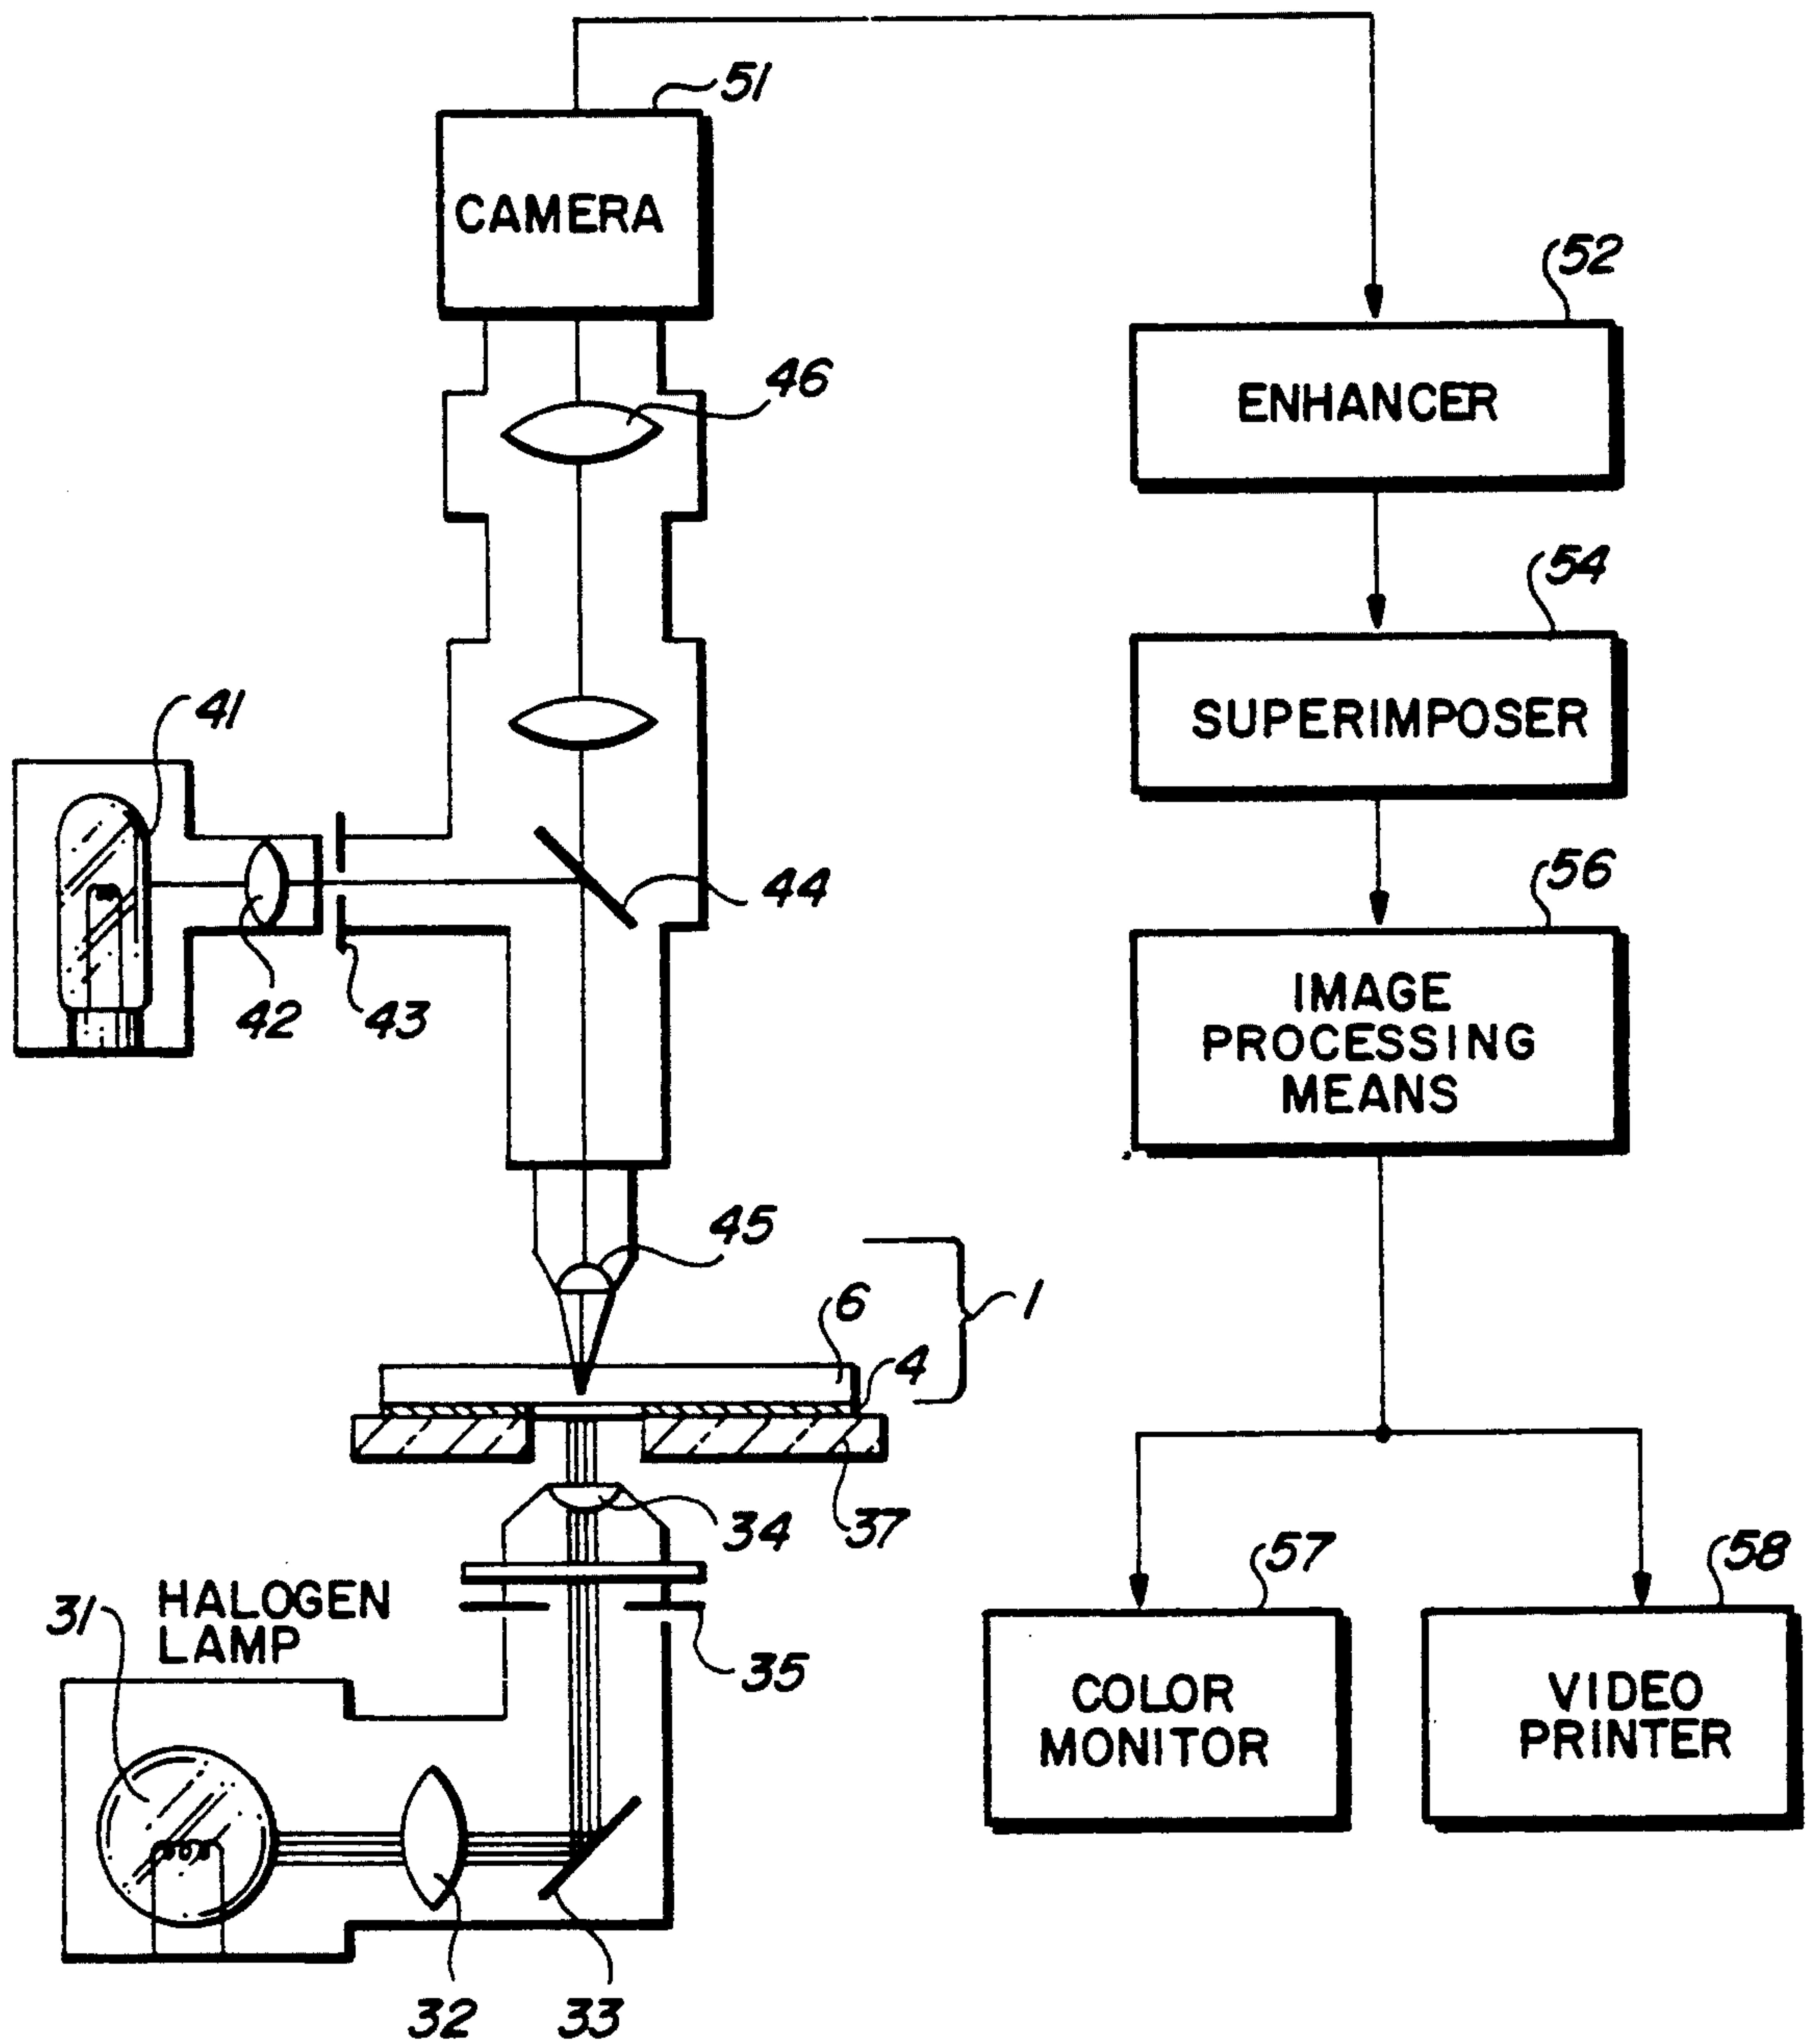 51
CAMERA
52
46
ENHANCER
54
41
SUPERIMPOSER
44
56
42
43
IMAGE
PROCESSING
MEANS
45
6
1
4
34
37
HALOGEN
LAMP
31
57
58
35
COLOR
MONITOR
VIDEO
PRINTER
32
33